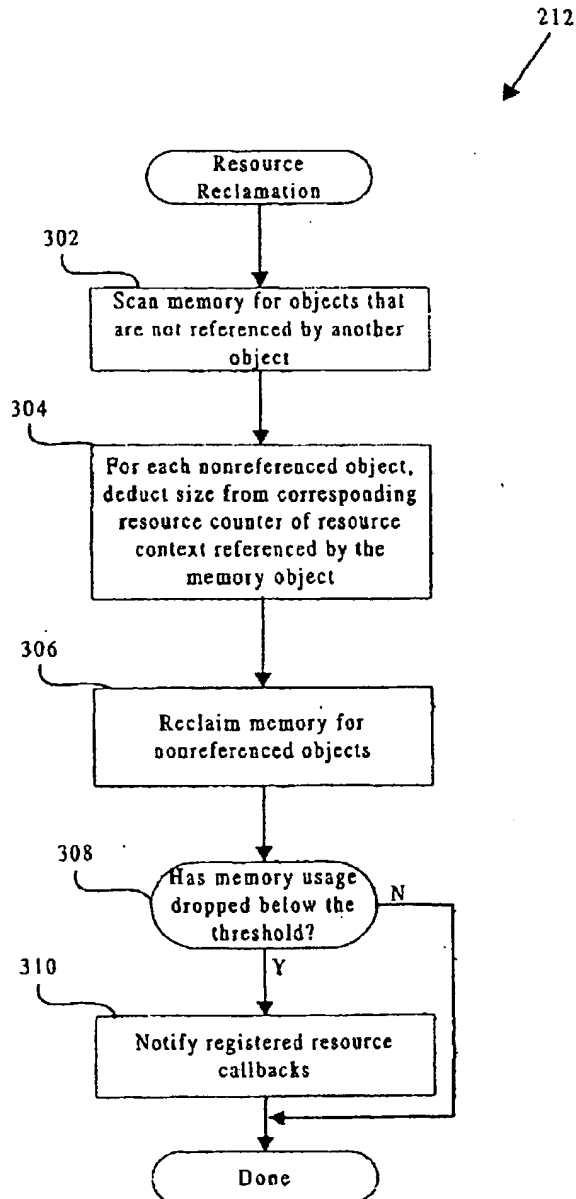 212
Resource
Reclamation
302
Scan memory for objects that
are not referenced by another
object
304
For each nonreferenced object,
deduct size from corresponding
resource counter of resource
context referenced by the
memory object
306
Reclaim memory for
nonreferenced objects
308
Has memory usage
dropped below the
threshold?
N
Y
310
Notify registered resource
callbacks
Done